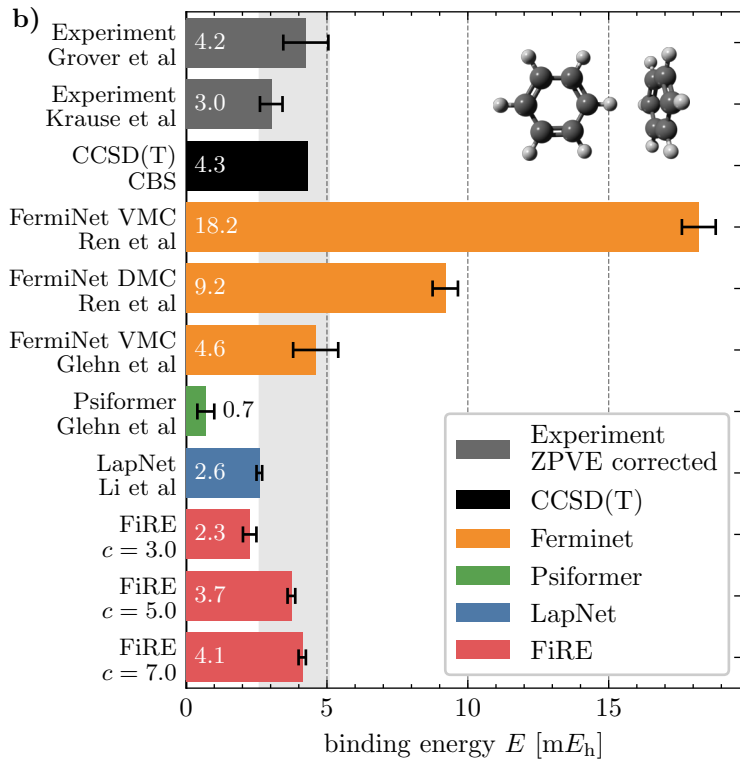 b)
Experiment
Grover et al
4.2
Experiment
Krause et al
3.0
CCSD(T)
CBS
4.3
FermiNet VMC
Ren et al
18.2
FermiNet DMC
Ren et al
9.2
FermiNet VMC
Glehn et al
4.6
Psiformer
Glehn et al
0.7
LapNet
Li et al
2.6
FiRE
c = 3.0
2.3
FiRE
c = 5.0
3.7
FiRE
c = 7.0
4.1
Experiment
ZPVE corrected
CCSD(T)
Ferminet
Psiformer
LapNet
FiRE
0 5 10 15
binding energy E [mEₕ]